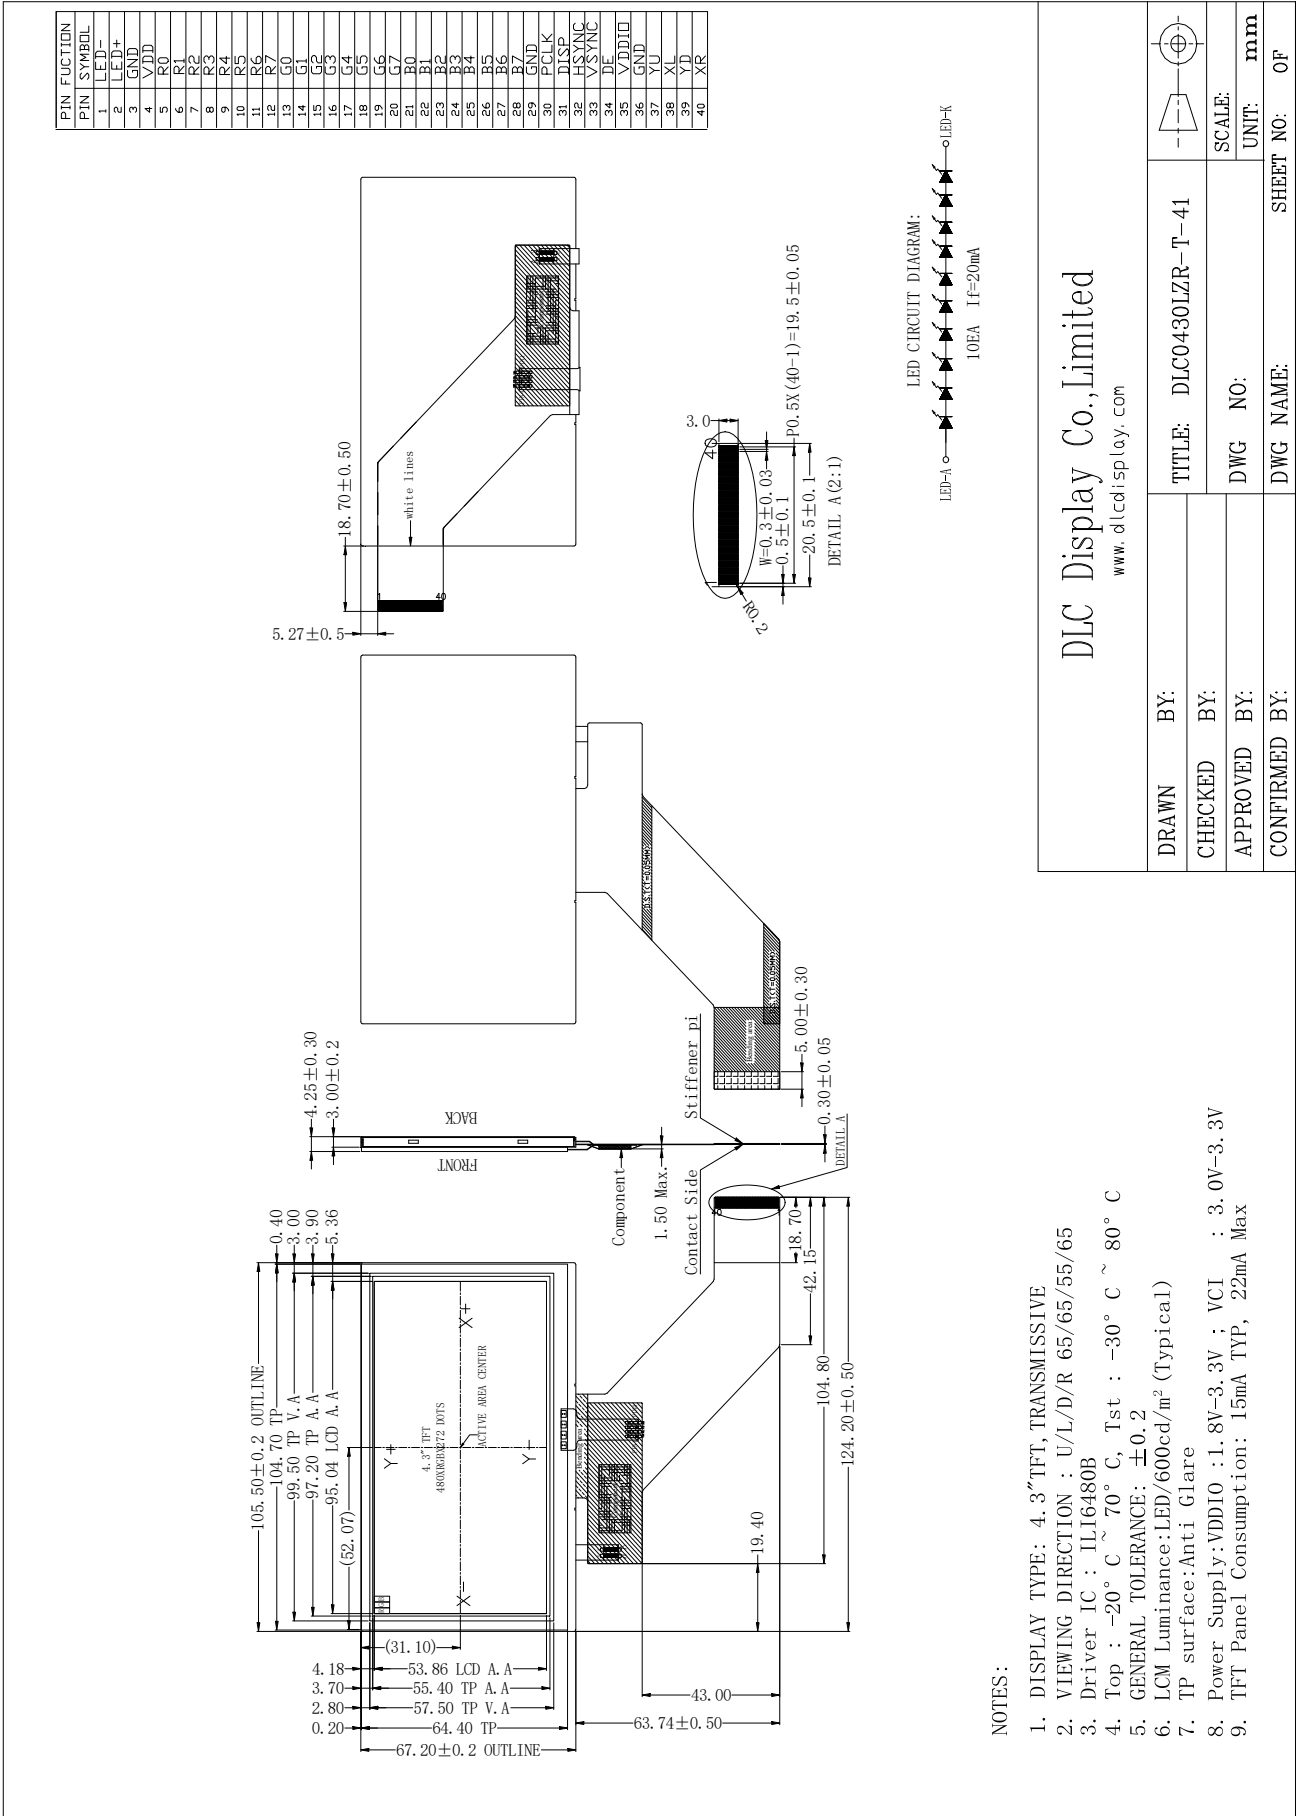 PIN FUCTION
PIN SYMBOL
1 LED-
2 LED+
3 GND
4 VDD
5 R0
6 R1
7 R2
8 R3
9 R4
10 R5
11 R6
12 R7
13 G0
14 G1
15 G2
16 G3
17 G4
18 G5
19 G6
20 G7
21 B0
22 B1
23 B2
24 B3
25 B4
26 B5
27 B6
28 B7
29 GND
30 PCLK
31 DISP
32 HSYNC
33 VSYNC
34 DE
35 VDDIO
36 GND
37 YU
38 XL
39 YD
40 XR
105.50±0.2 OUTLINE
104.70 TP
99.50 TP V.A
97.20 TP A.A
95.04 LCD A.A
(52.07)
0.40
3.00
3.90
5.36
(31.10)
4.18
53.86 LCD A.A
3.70
55.40 TP A.A
2.80
57.50 TP V.A
0.20
64.40 TP
67.20±0.2 OUTLINE
43.00
63.74±0.50
Y+
Y-
X-
X+
4.3" TFT
480XRGBX272 DOTS
ACTIVE AREA CENTER
Bending area
40
19.40
18.70
42.15
104.80
124.20±0.50
DETAIL A
4.25±0.30
3.00±0.2
FRONT
BACK
Component
1.50 Max.
Contact Side
Stiffener pi
0.30±0.05
D.S.T(T=0.05MM)
D.S.T(T=0.05MM)
Bending area
5.00±0.30
18.70±0.50
5.27±0.5
white lines
1
40
3.0
1
40
R0.2
W=0.3±0.03
0.5±0.1
P0.5X(40-1)=19.5±0.05
20.5±0.1
DETAIL A(2:1)
LED CIRCUIT DIAGRAM:
LED-A
LED-K
10EA If=20mA
NOTES:
1. DISPLAY TYPE: 4.3"TFT,TRANSMISSIVE
2. VIEWING DIRECTION : U/L/D/R 65/65/55/65
3. Driver IC : ILI6480B
4. Top : -20° C ~ 70° C, Tst : -30° C ~ 80° C
5. GENERAL TOLERANCE: ±0.2
6. LCM Luminance:LED/600cd/m² (Typical)
7. TP surface:Anti Glare
8. Power Supply:VDDIO :1.8V-3.3V ; VCI : 3.0V-3.3V
9. TFT Panel Consumption: 15mA TYP, 22mA Max
DLC Display Co.,Limited
www.dlcdisplay.com
DRAWN BY:
TITLE: DLC0430LZR-T-41
CHECKED BY:
SCALE:
APPROVED BY:
DWG NO:
UNIT: mm
CONFIRMED BY:
DWG NAME:
SHEET NO: OF